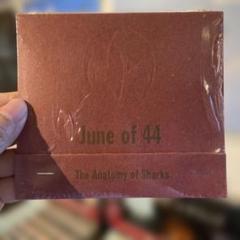 June of 44
The Anatomy of Sharks